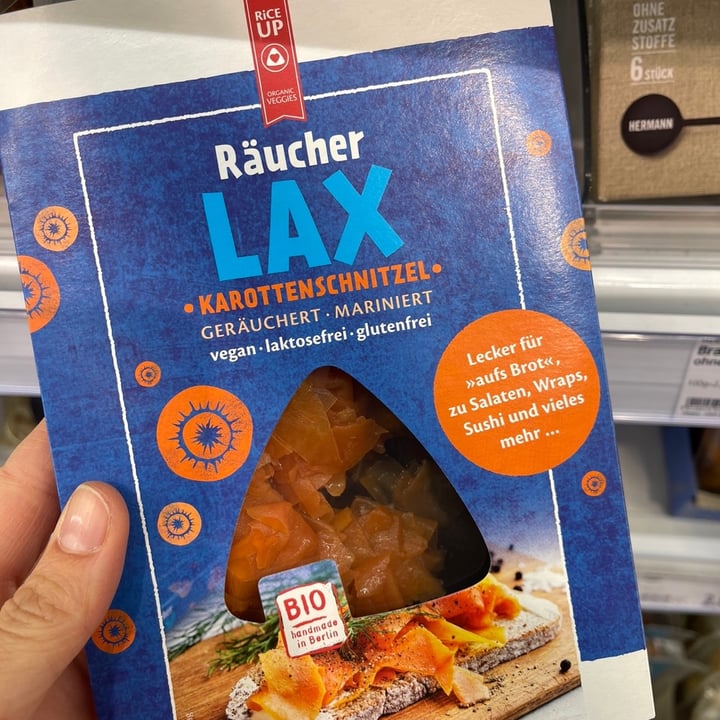 RiCE
UP
ORGANIC
VEGGIES
Räucher
LAX
• KAROTTENSCHNITZEL •
GERÄUCHERT · MARINIERT
vegan · laktosefrei · glutenfrei
Lecker für
»aufs Brot«,
zu Salaten, Wraps,
Sushi und vieles
mehr ...
BIO
handmade
in Berlin
OHNE
ZUSATZ
STOFFE
6 STÜCK
HERMANN